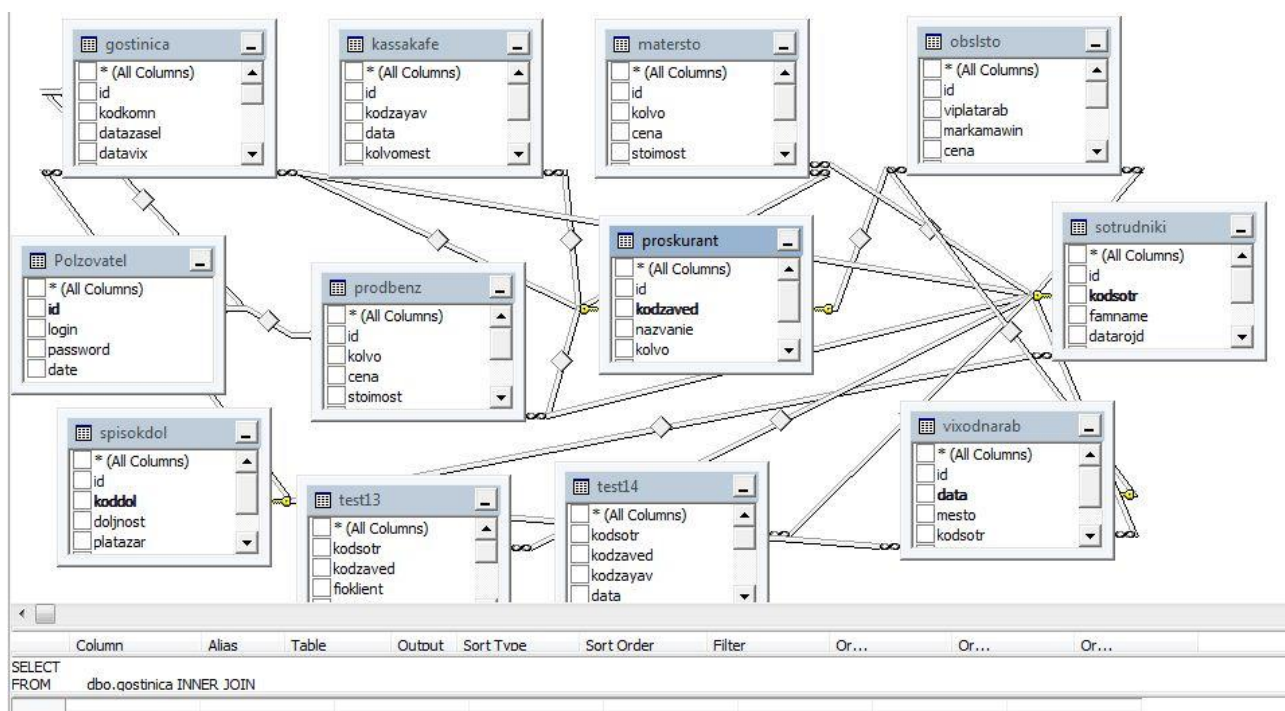 gostinica
* (All Columns)
id
kodkomn
datazasel
datavix
kassakafe
* (All Columns)
id
kodzayav
data
kolvomest
matersto
* (All Columns)
id
kolvo
cena
stoimost
obslsto
* (All Columns)
id
viplatarab
markamawin
cena
Polzovatel
* (All Columns)
id
login
password
date
prodbenz
* (All Columns)
id
kolvo
cena
stoimost
proskurant
* (All Columns)
id
kodzaved
nazvanie
kolvo
sotrudniki
* (All Columns)
id
kodsotr
famname
datarojd
spisokdol
* (All Columns)
id
koddol
doljnost
platazar
test13
* (All Columns)
kodsotr
kodzaved
fioklient
test14
* (All Columns)
kodsotr
kodzaved
kodzayav
data
vixodnarab
* (All Columns)
id
data
mesto
kodsotr
Column Alias Table Output Sort Type Sort Order Filter Or... Or... Or...
SELECT
FROM dbo.gostinica INNER JOIN